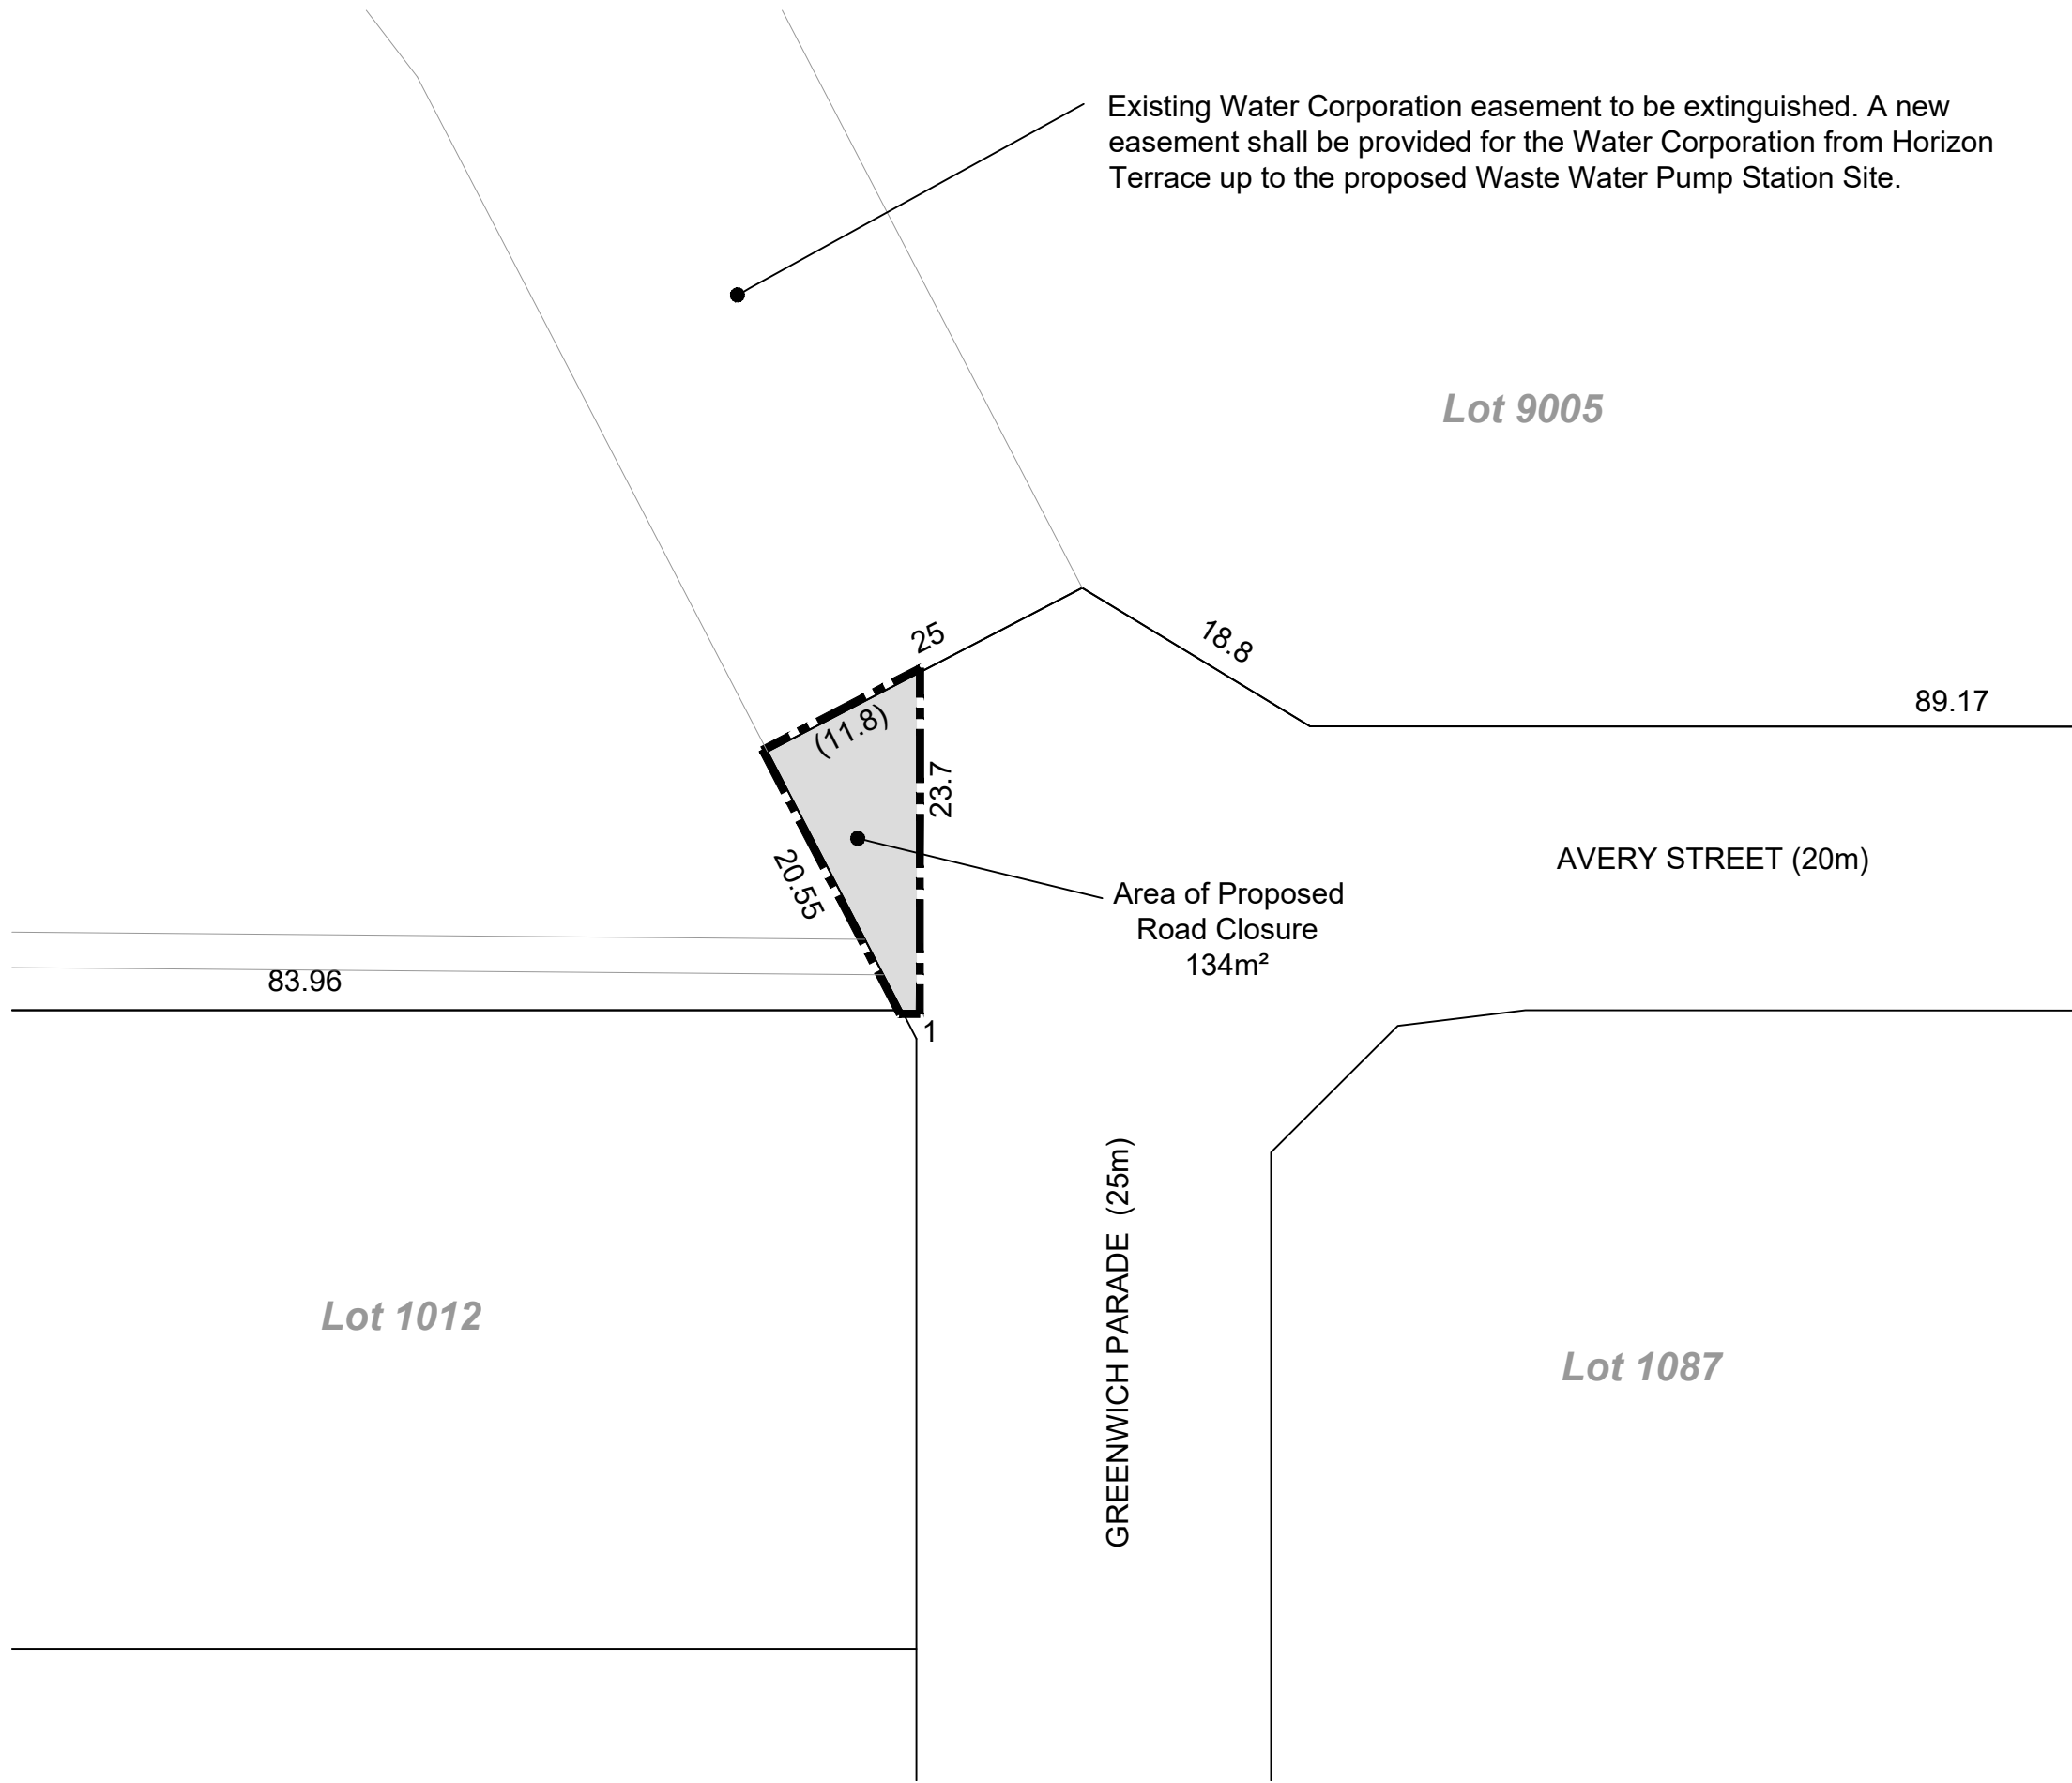 Existing Water Corporation easement to be extinguished. A new
easement shall be provided for the Water Corporation from Horizon
Terrace up to the proposed Waste Water Pump Station Site.
Lot 9005
25
18.8
89.17
(11.8)
23.7
20.55
AVERY STREET (20m)
Area of Proposed
Road Closure
134m²
83.96
1
GREENWICH PARADE (25m)
Lot 1012
Lot 1087